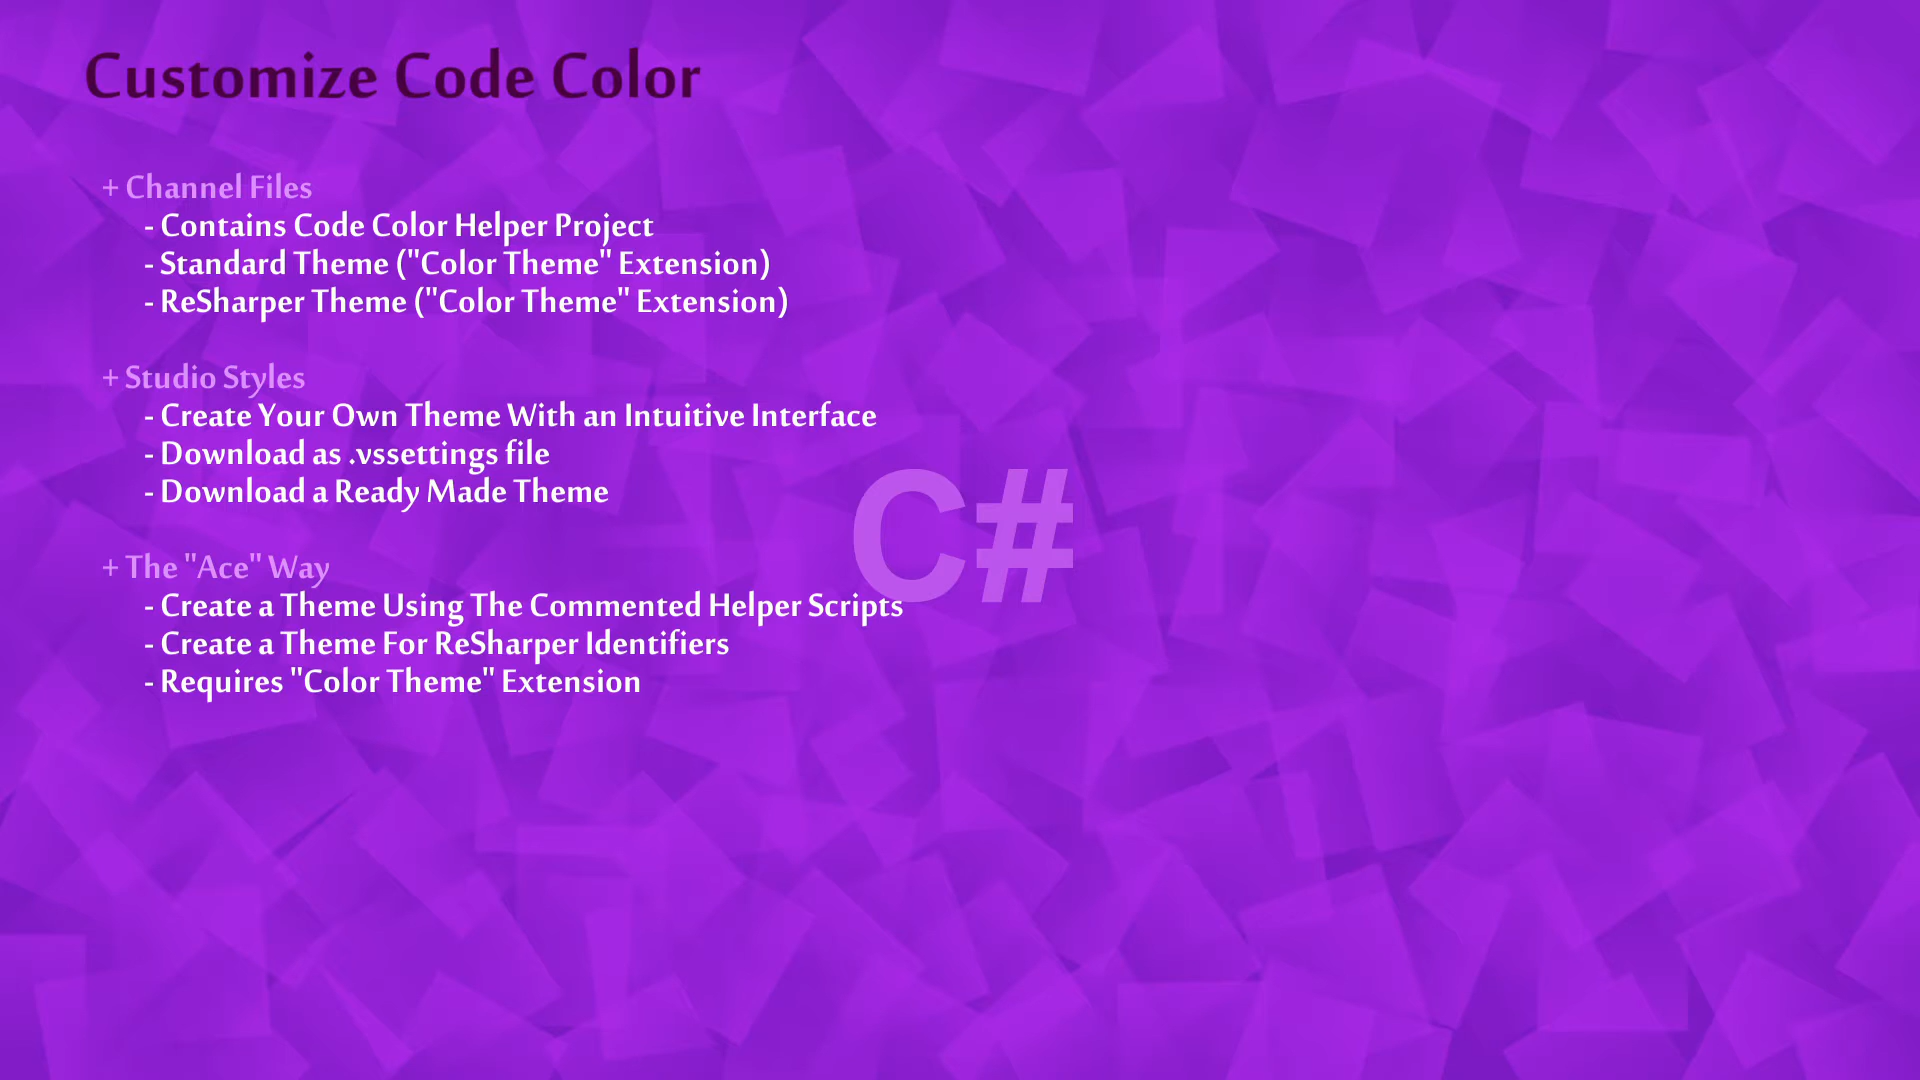 Customize Code Color
+ Channel Files
- Contains Code Color Helper Project
- Standard Theme ("Color Theme" Extension)
- ReSharper Theme ("Color Theme" Extension)
+ Studio Styles
- Create Your Own Theme With an Intuitive Interface
- Download as .vssettings file
- Download a Ready Made Theme
C#
+ The "Ace" Way
- Create a Theme Using The Commented Helper Scripts
- Create a Theme For ReSharper Identifiers
- Requires "Color Theme" Extension